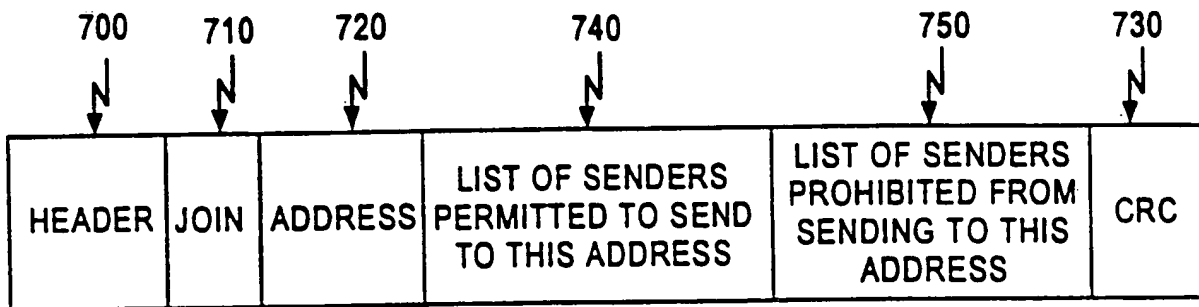 700 710 720 740 750 730
HEADER
JOIN
ADDRESS
LIST OF SENDERS
PERMITTED TO SEND
TO THIS ADDRESS
LIST OF SENDERS
PROHIBITED FROM
SENDING TO THIS
ADDRESS
CRC